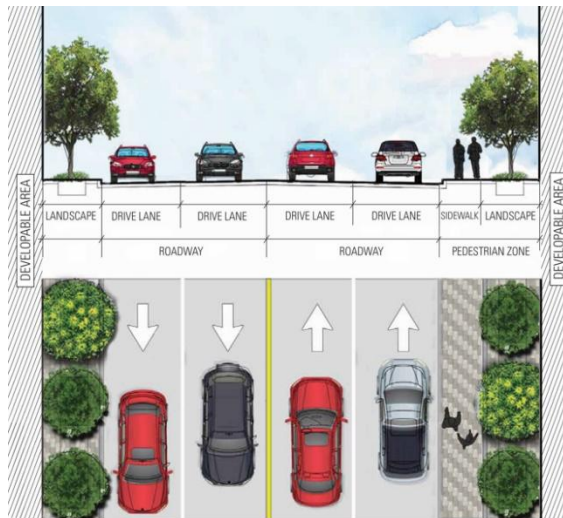 DEVELOPABLE AREA
LANDSCAPE
DRIVE LANE
DRIVE LANE
DRIVE LANE
DRIVE LANE
SIDEWALK
LANDSCAPE
ROADWAY
ROADWAY
PEDESTRIAN ZONE
DEVELOPABLE AREA